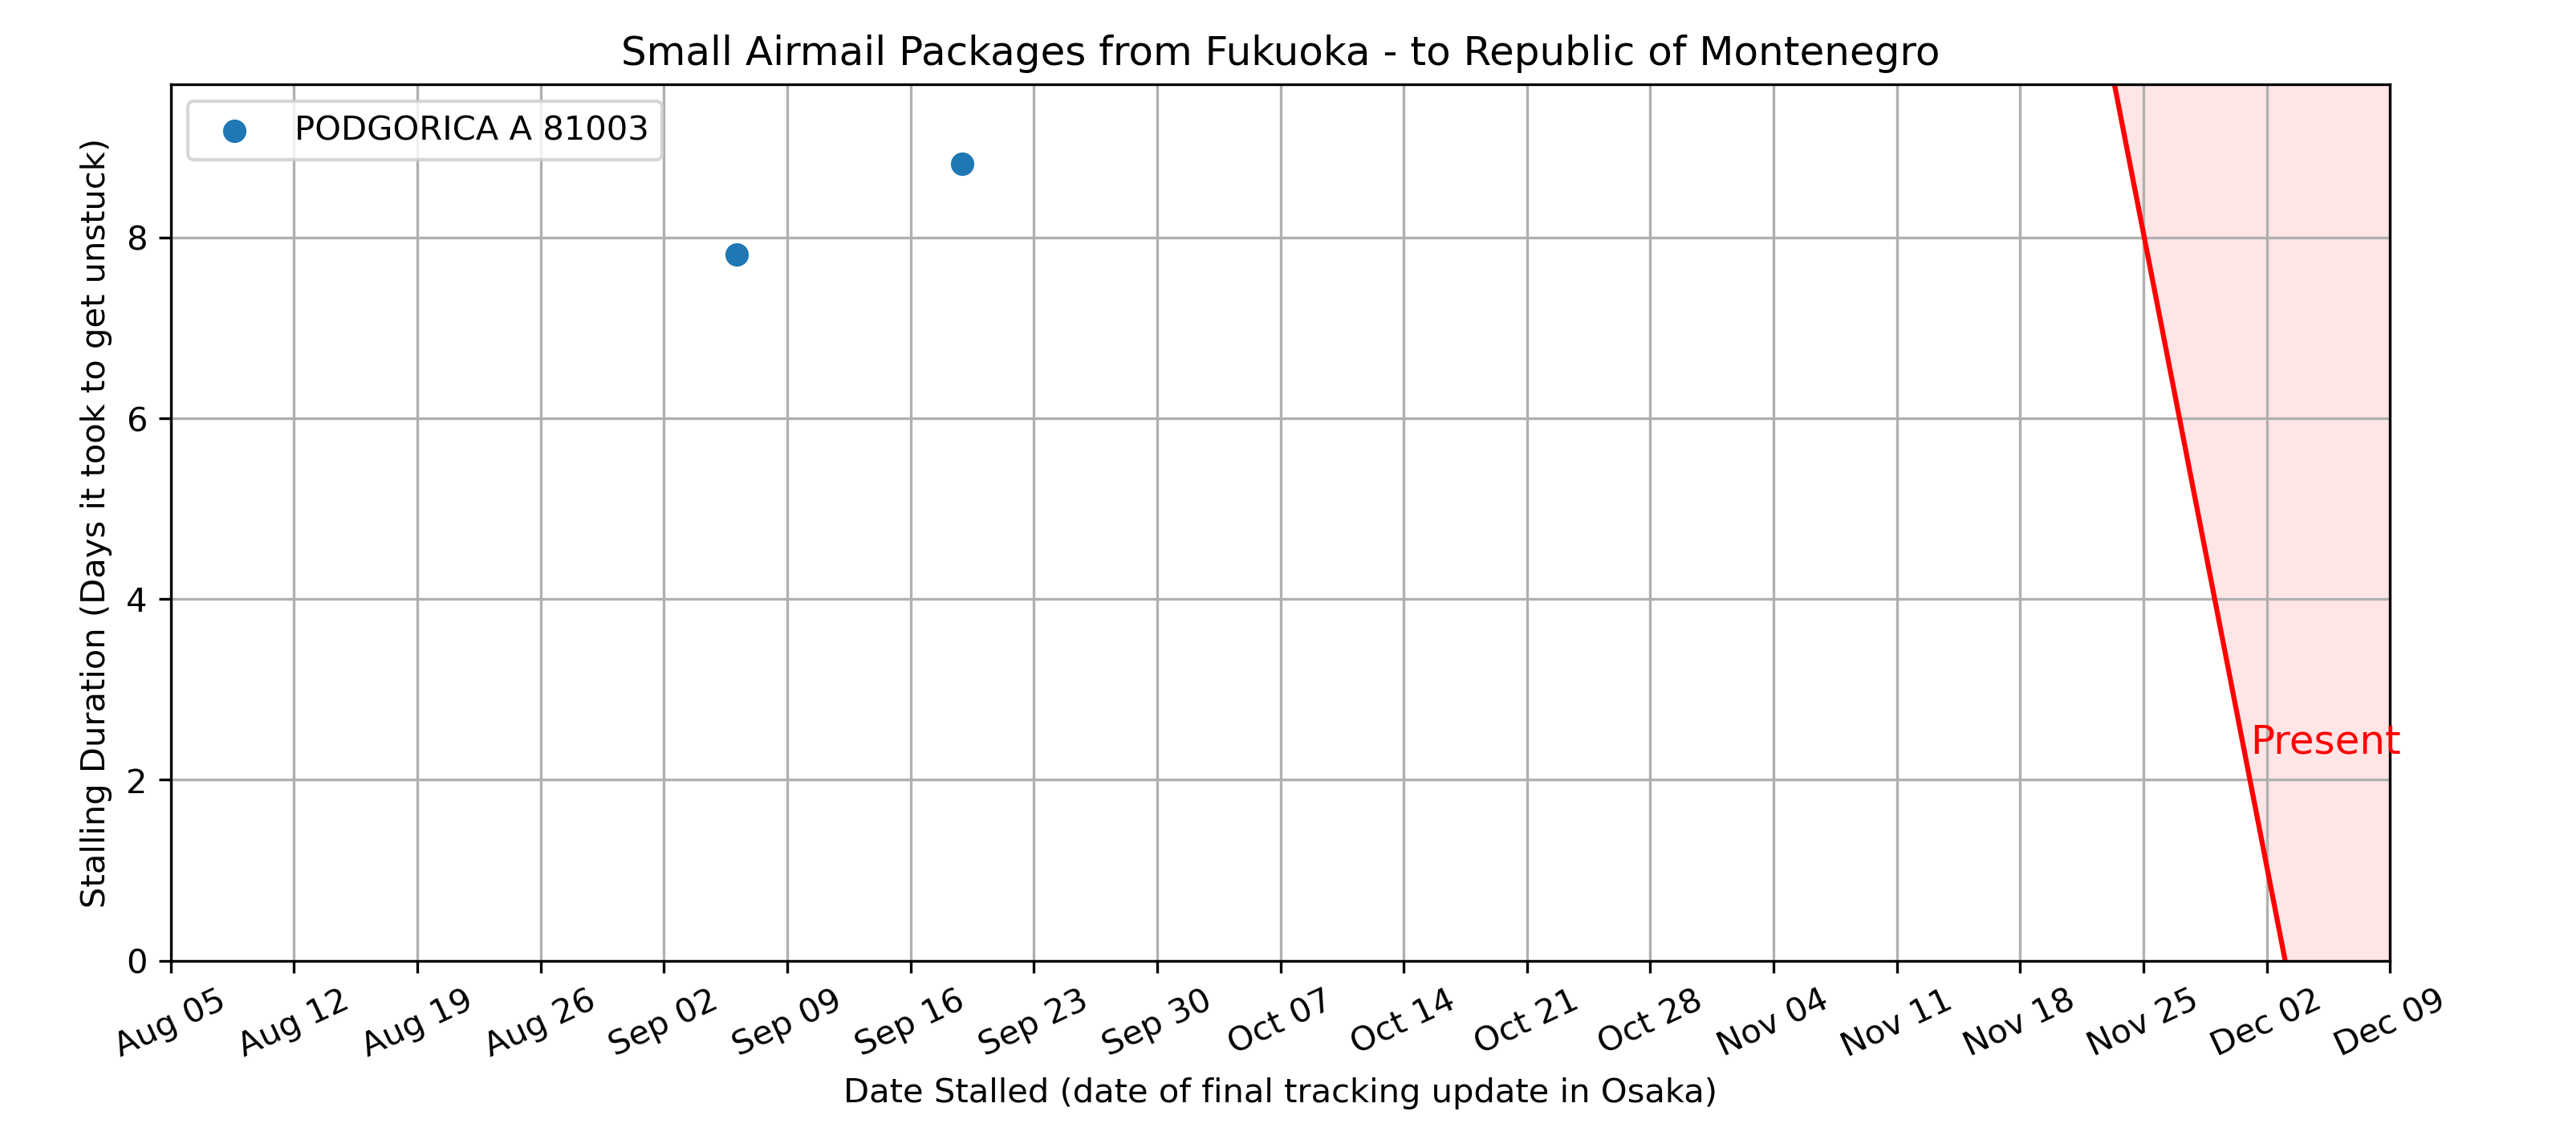 Small Airmail Packages from Fukuoka - to Republic of Montenegro
PODGORICA A 81003
Stalling Duration (Days it took to get unstuck)
8
6
4
2
0
Present
Aug 05
Aug 12
Aug 19
Aug 26
Sep 02
Sep 09
Sep 16
Sep 23
Sep 30
Oct 07
Oct 14
Oct 21
Oct 28
Nov 04
Nov 11
Nov 18
Nov 25
Dec 02
Dec 09
Date Stalled (date of final tracking update in Osaka)